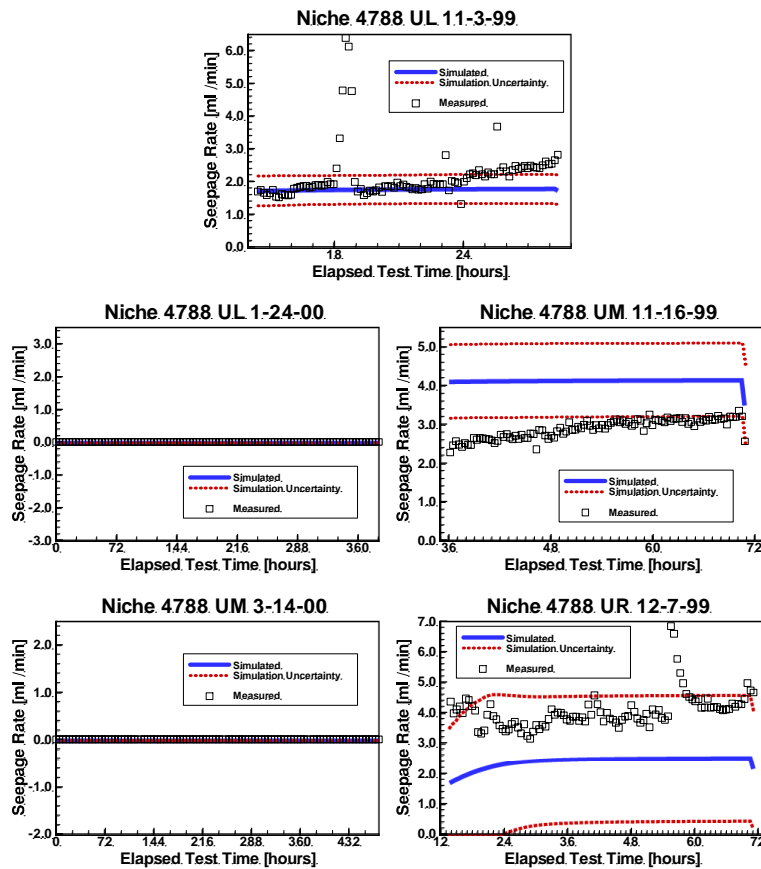 Niche 4788 UL 11-3-99
Seepage Rate [ml/min]
6.0
5.0
4.0
3.0
2.0
1.0
0.0
Simulated
Simulation Uncertainty
Measured
18 24
Elapsed Test Time [hours]
Niche 4788 UL 1-24-00
Seepage Rate [ml/min]
3.0
2.0
1.0
0.0
-1.0
-2.0
-3.0
Simulated
Simulation Uncertainty
Measured
0 72 144 216 288 360
Elapsed Test Time [hours]
Niche 4788 UM 11-16-99
Seepage Rate [ml/min]
5.0
4.0
3.0
2.0
1.0
0.0
Simulated
Simulation Uncertainty
Measured
36 48 60 72
Elapsed Test Time [hours]
Niche 4788 UM 3-14-00
Seepage Rate [ml/min]
2.0
1.0
0.0
-1.0
-2.0
Simulated
Simulation Uncertainty
Measured
0 72 144 216 288 360 432
Elapsed Test Time [hours]
Niche 4788 UR 12-7-99
Seepage Rate [ml/min]
7.0
6.0
5.0
4.0
3.0
2.0
1.0
0.0
Simulated
Simulation Uncertainty
Measured
12 24 36 48 60 72
Elapsed Test Time [hours]